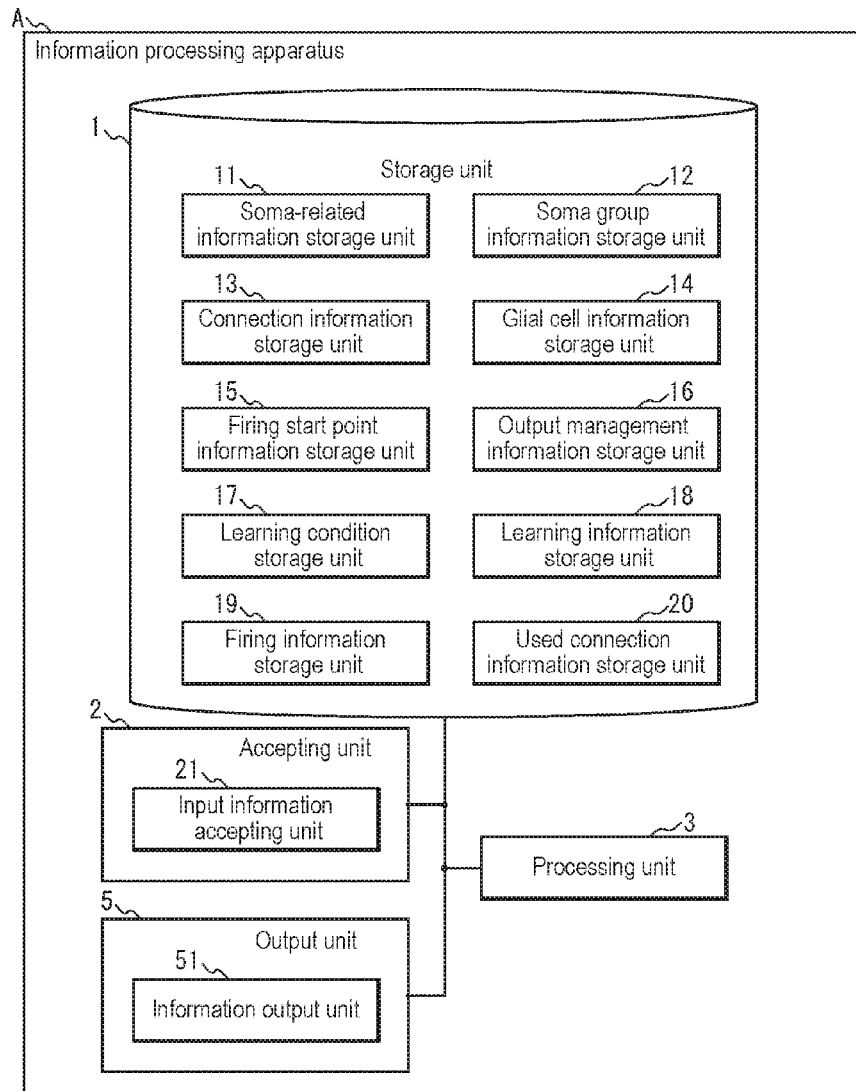 A
Information processing apparatus
1
Storage unit
11
Soma-related
information storage unit
12
Soma group
information storage unit
13
Connection information
storage unit
14
Glial cell information
storage unit
15
Firing start point
information storage unit
16
Output management
information storage unit
17
Learning condition
storage unit
18
Learning information
storage unit
19
Firing information
storage unit
20
Used connection
information storage unit
2
Accepting unit
21
Input information
accepting unit
3
Processing unit
5
Output unit
51
Information output unit